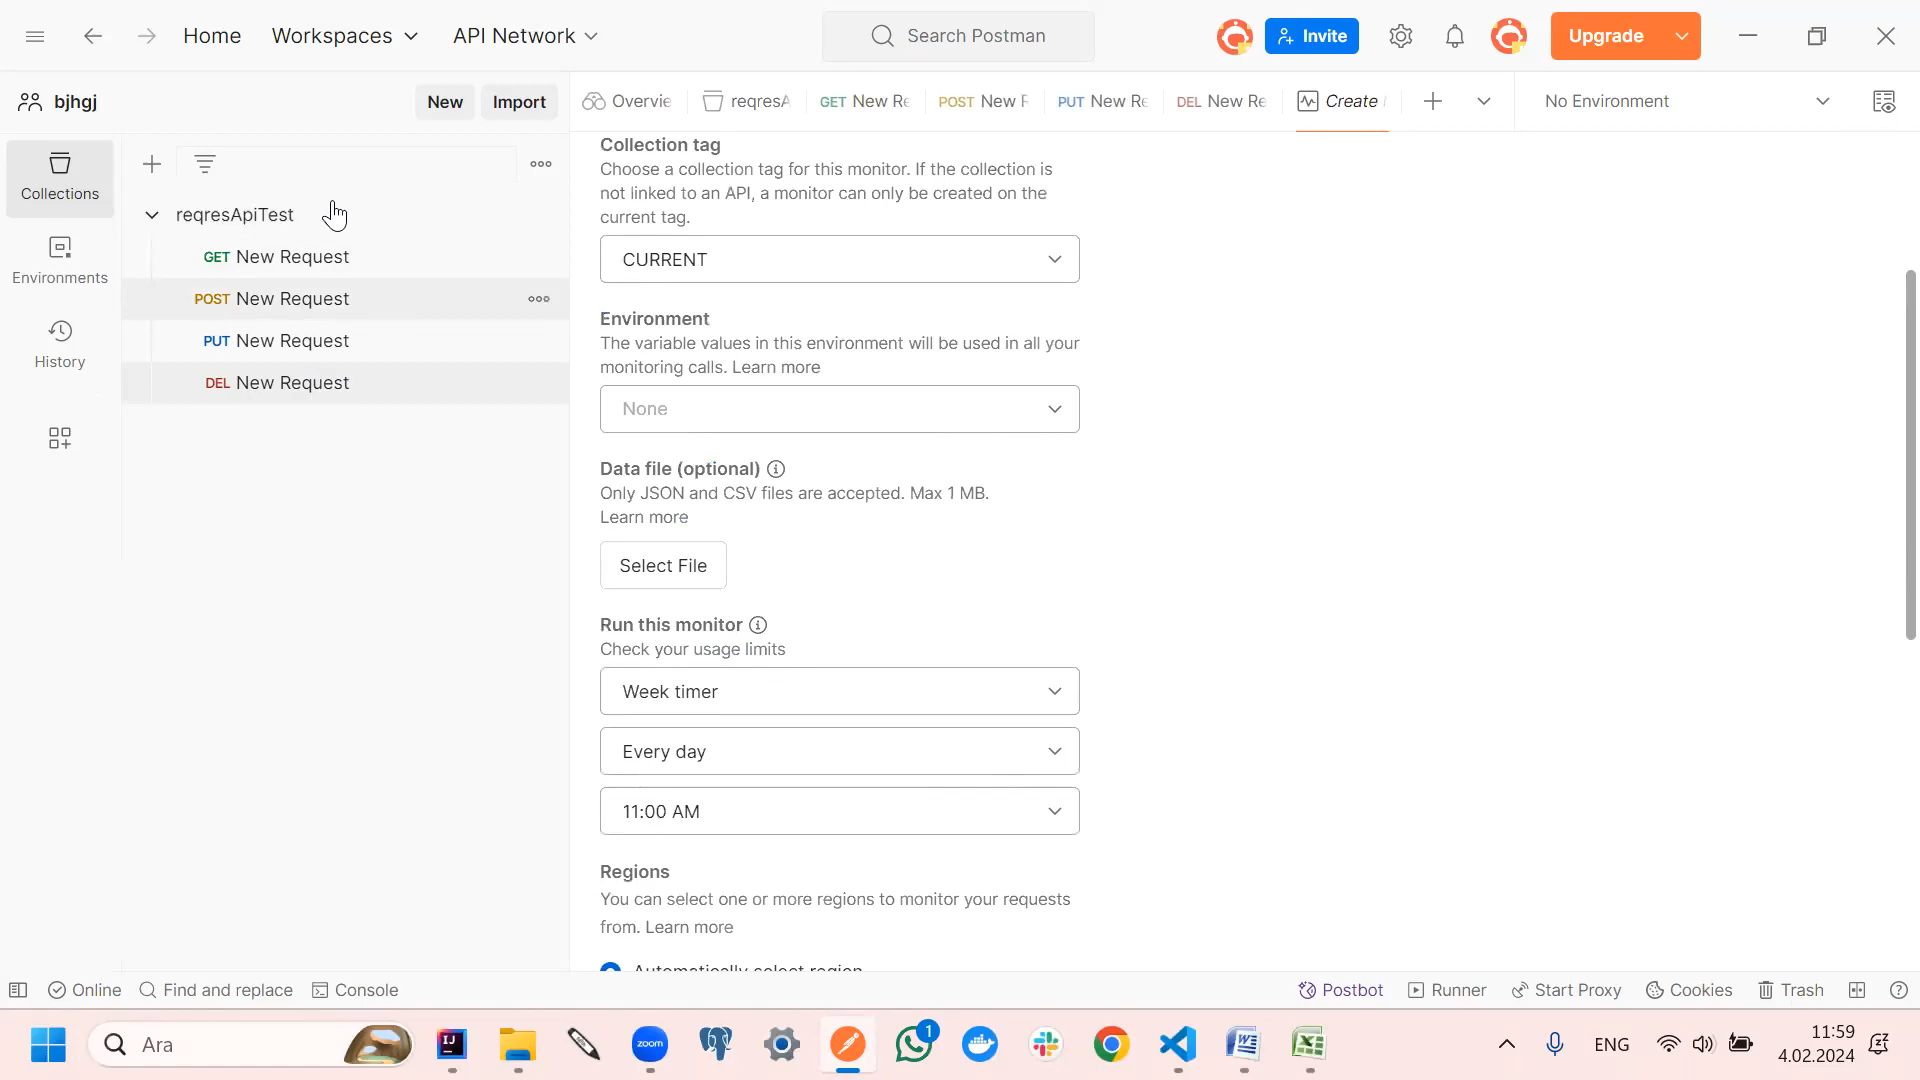 Home Workspaces API Network Search Postman Invite Upgrade
bjhgj New Import Overvie reqresA GET New Re POST New R PUT New Re DEL New Re Create No Environment
Collections
Environments
History
reqresApiTest
GET New Request
POST New Request
PUT New Request
DEL New Request
Collection tag
Choose a collection tag for this monitor. If the collection is
not linked to an API, a monitor can only be created on the
current tag.
CURRENT
Environment
The variable values in this environment will be used in all your
monitoring calls. Learn more
None
Data file (optional)
Only JSON and CSV files are accepted. Max 1 MB.
Learn more
Select File
Run this monitor
Check your usage limits
Week timer
Every day
11:00 AM
Regions
You can select one or more regions to monitor your requests
from. Learn more
Automatically select region
Online Find and replace Console Postbot Runner Start Proxy Cookies Trash
Ara IJ zoom 1 ENG 11:59
4.02.2024